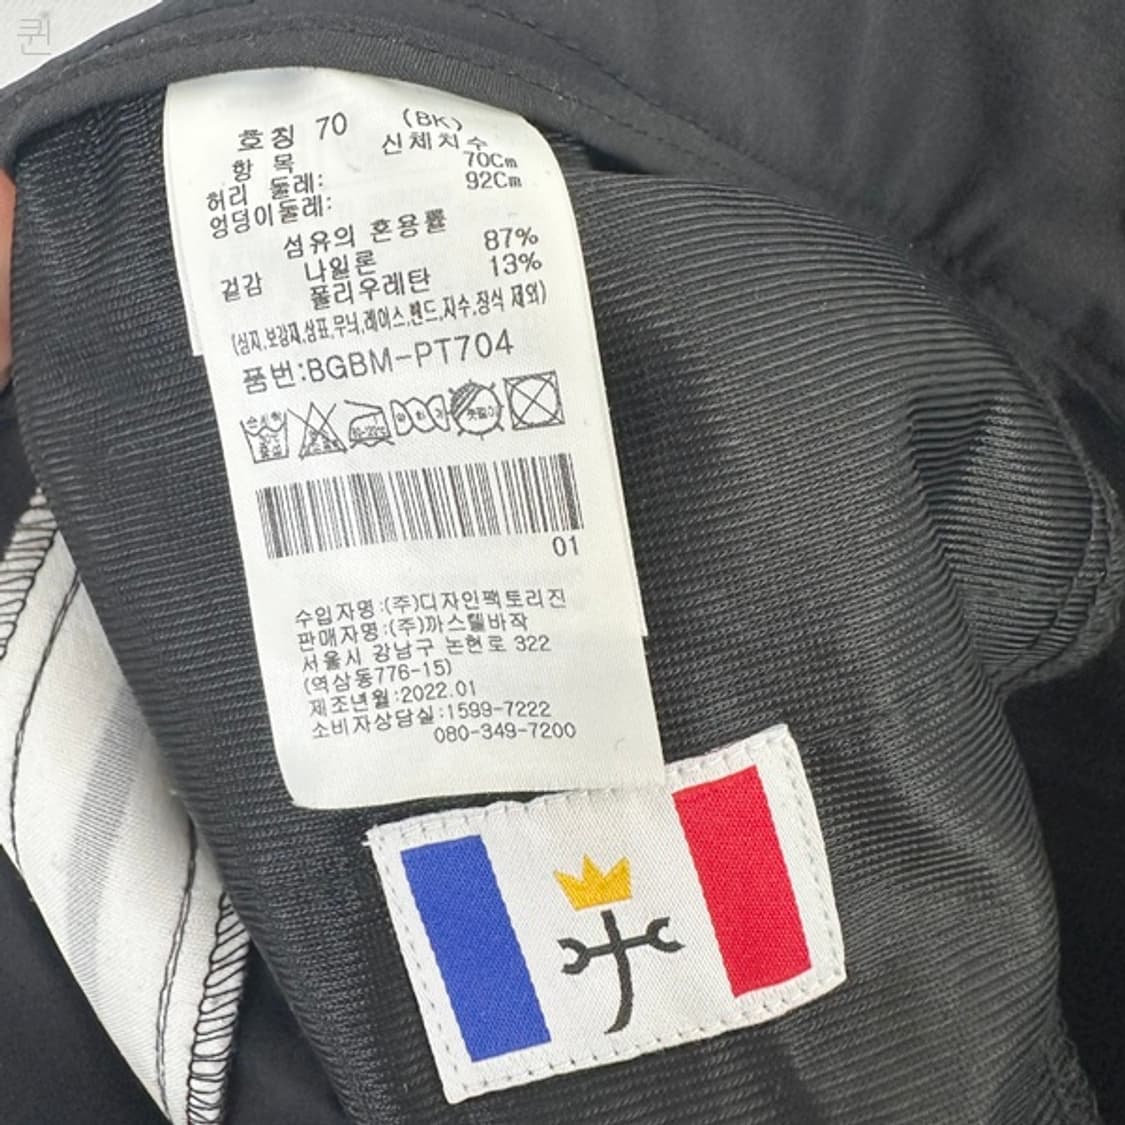 퀸
호칭 70 (BK)
항 목 신체치수
허리 둘레: 70Cm
엉덩이둘레: 92Cm
섬유의 혼용률
겉감 나일론 87%
폴리우레탄 13%
(심지,보강재,상표,무늬,레이스,밴드,자수,장식 제외)
품번:BGBM-PT704
01
수입자명:(주)디자인팩토리진
판매자명:(주)까스텔바작
서울시 강남구 논현로 322
(역삼동776-15)
제조년월:2022.01
소비자상담실:1599-7222
080-349-7200